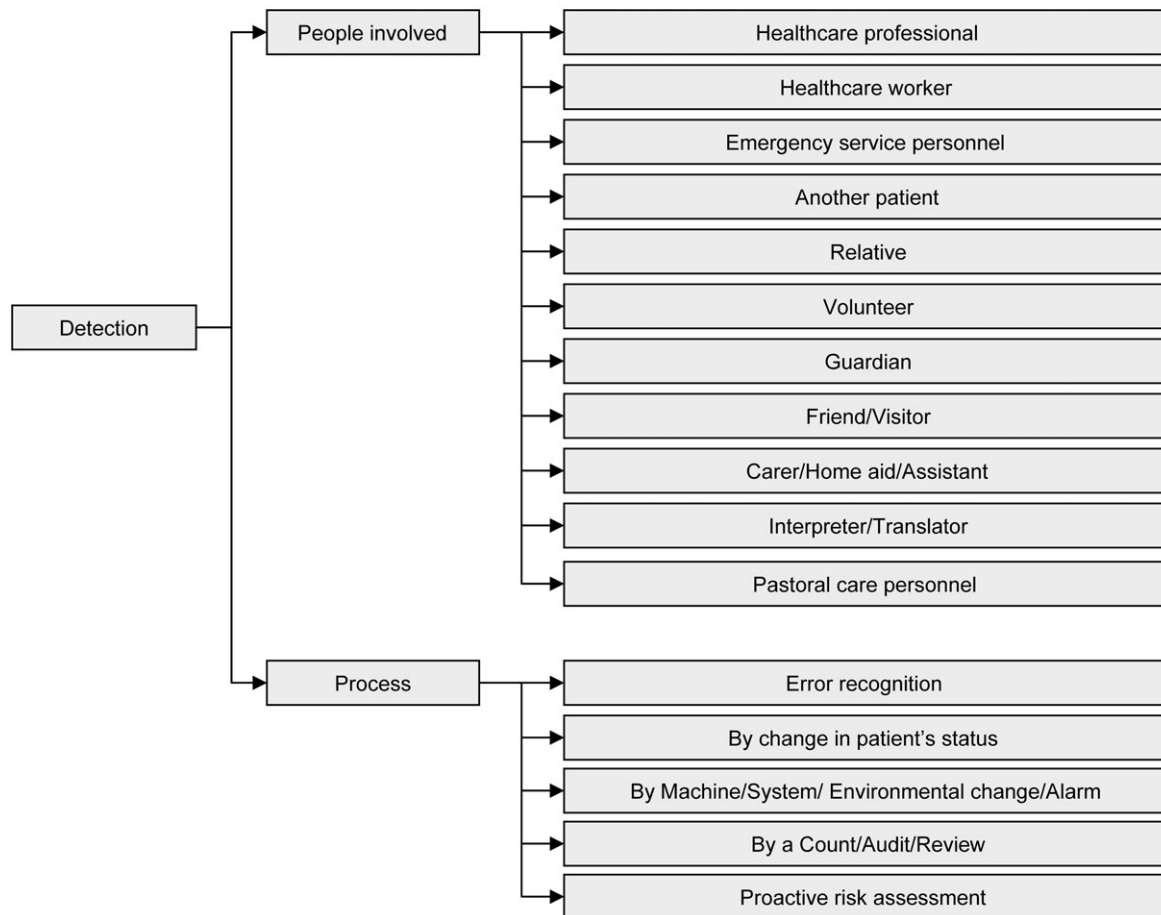 People involved
Healthcare professional
Healthcare worker
Emergency service personnel
Another patient
Relative
Volunteer
Detection
Guardian
Friend/Visitor
Carer/Home aid/Assistant
Interpreter/Translator
Pastoral care personnel
Process
Error recognition
By change in patient’s status
By Machine/System/ Environmental change/Alarm
By a Count/Audit/Review
Proactive risk assessment